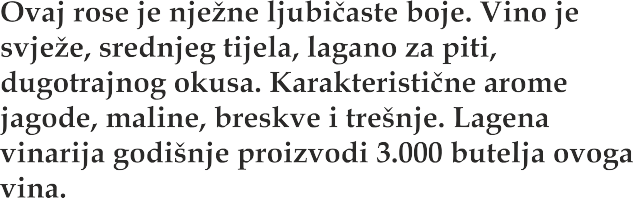 Ovaj rose je nježne ljubičaste boje. Vino je
svježe, srednjeg tijela, lagano za piti,
dugotrajnog okusa. Karakteristične arome
jagode, maline, breskve i trešnje. Lagena
vinarija godišnje proizvodi 3.000 butelja ovoga
vina.